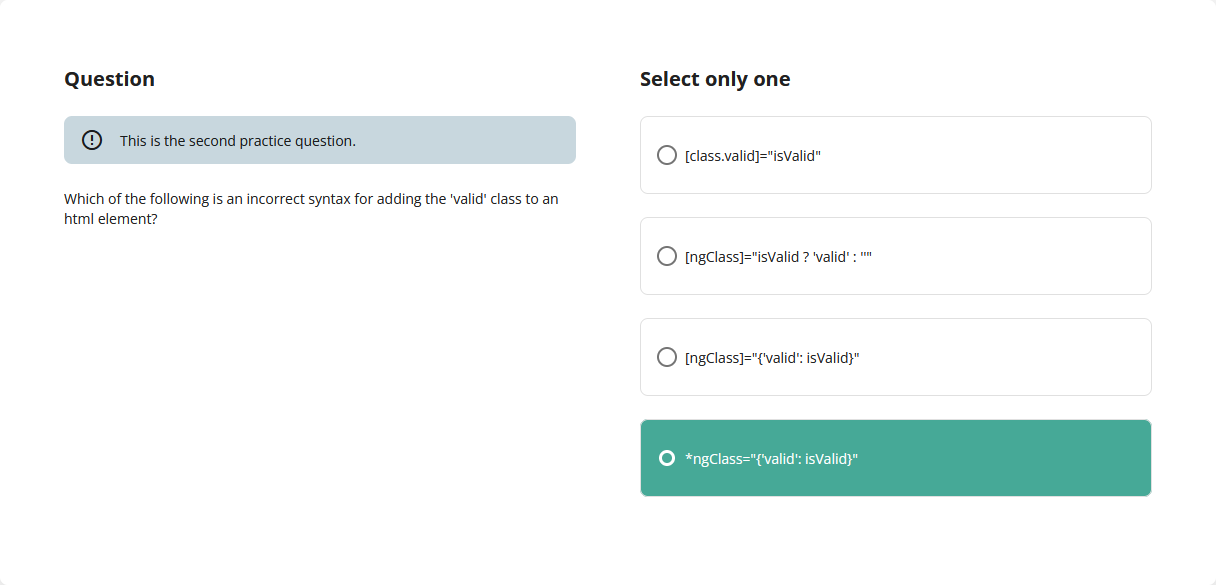 Question
This is the second practice question.
Which of the following is an incorrect syntax for adding the 'valid' class to an
html element?
Select only one
[class.valid]="isValid"
[ngClass]="isValid ? 'valid' : ''"
[ngClass]="{'valid': isValid}"
*ngClass="{'valid': isValid}"